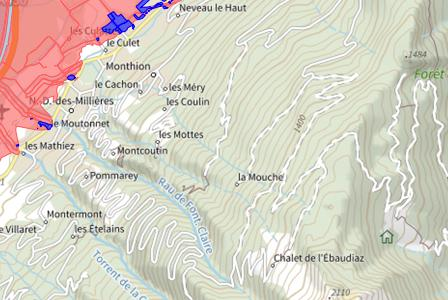 Neveau le Haut
le Culet
1484
Monthion
Forêt
le Cachon
les Méry
les Coulin
N.-D.-des-Millières
1400
le Moutonnet
les Mottes
les Mathiez
Montcoutin
Pommarey
la Mouche
Rau de Font Claire
Montermont
le Villaret
les Ételains
Chalet de l'Ébaudiaz
Torrent de la
2110